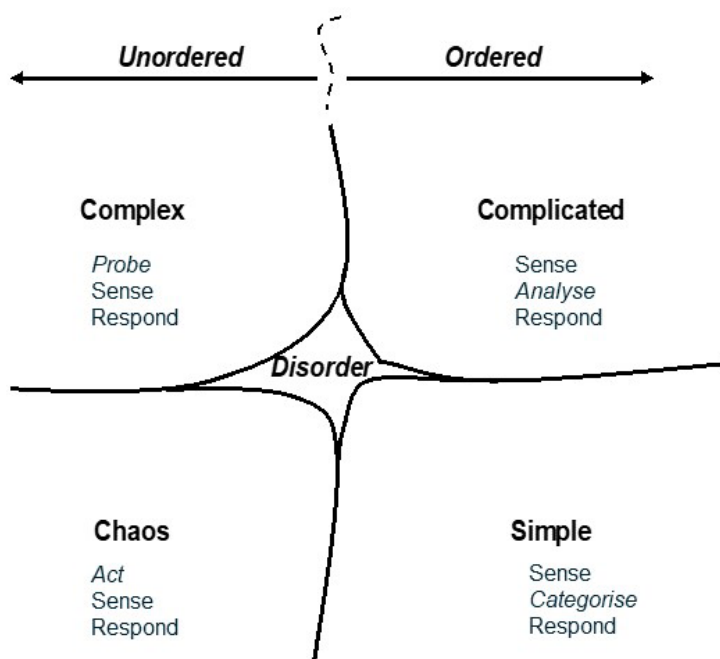 Unordered
Ordered
Complex
Probe
Sense
Respond
Complicated
Sense
Analyse
Respond
Disorder
Chaos
Act
Sense
Respond
Simple
Sense
Categorise
Respond